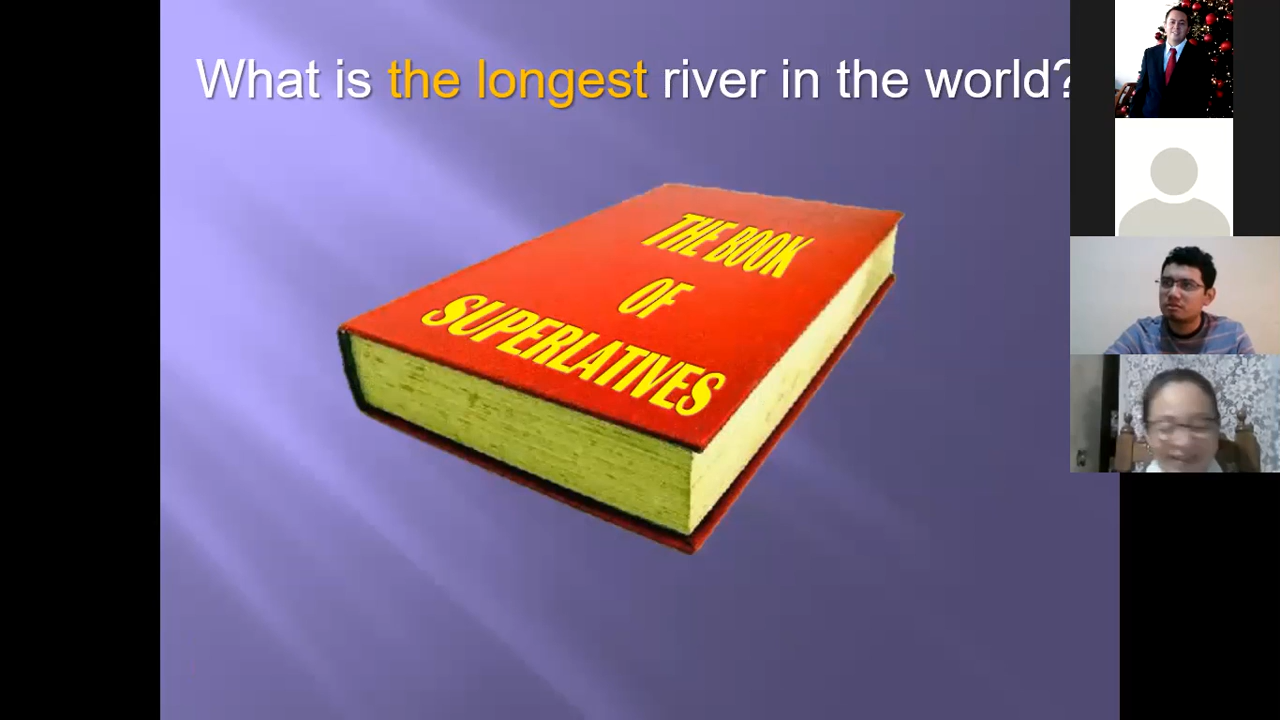 What is the longest river in the world?
THE BOOK
OF
SUPERLATIVES